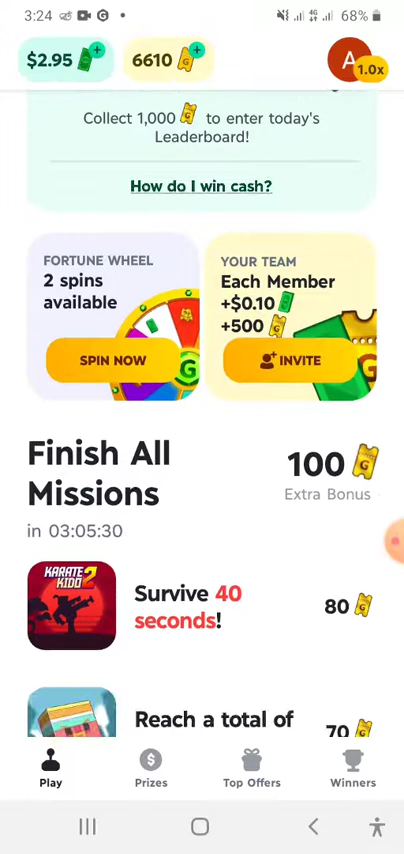 3:24
4G
68%
$2.95
6610
A
1.0x
Collect 1,000 to enter today's
Leaderboard!
How do I win cash?
FORTUNE WHEEL
2 spins
available
SPIN NOW
YOUR TEAM
Each Member
+$0.10
+500
INVITE
Finish All
Missions
in 03:05:30
100
Extra Bonus
KARATE
KIDO 2
Survive 40
seconds!
80
Reach a total of
70
Play
Prizes
Top Offers
Winners